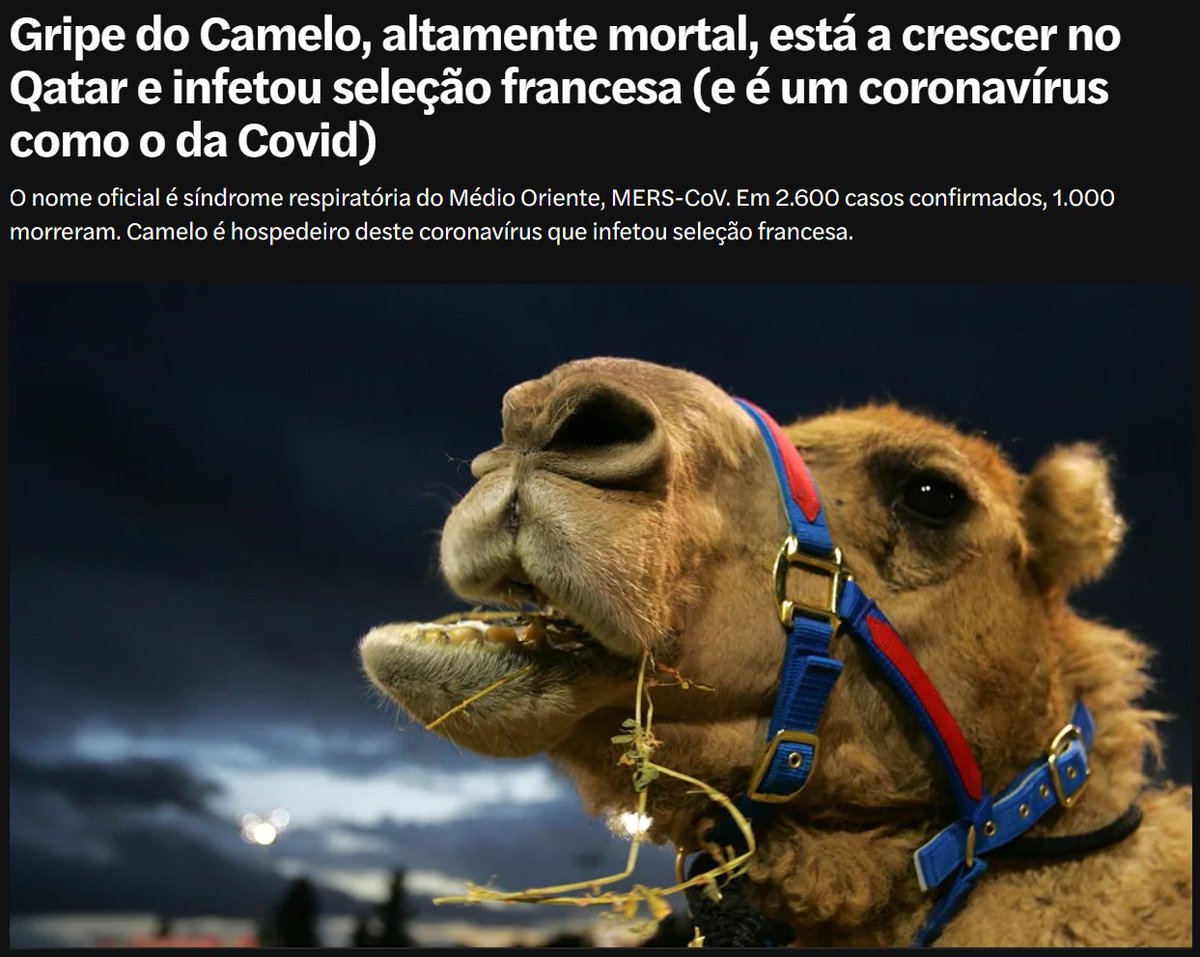 Gripe do Camelo, altamente mortal, está a crescer no
Qatar e infetou seleção francesa (e é um coronavírus
como o da Covid)
O nome oficial é síndrome respiratória do Médio Oriente, MERS-CoV. Em 2.600 casos confirmados, 1.000
morreram. Camelo é hospedeiro deste coronavírus que infetou seleção francesa.